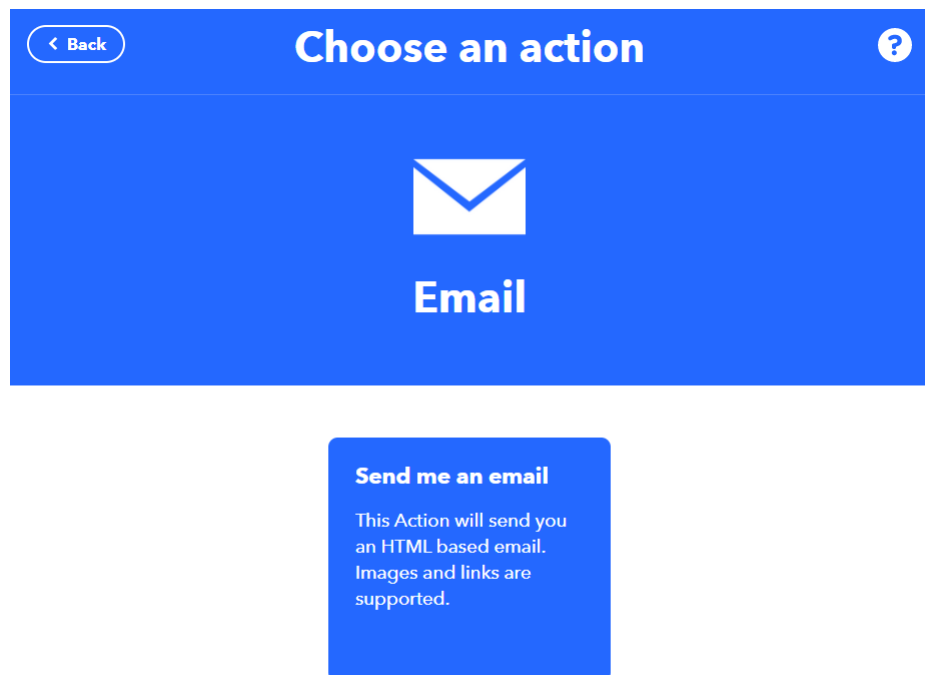 Back
Choose an action
?
Email
Send me an email
This Action will send you
an HTML based email.
Images and links are
supported.